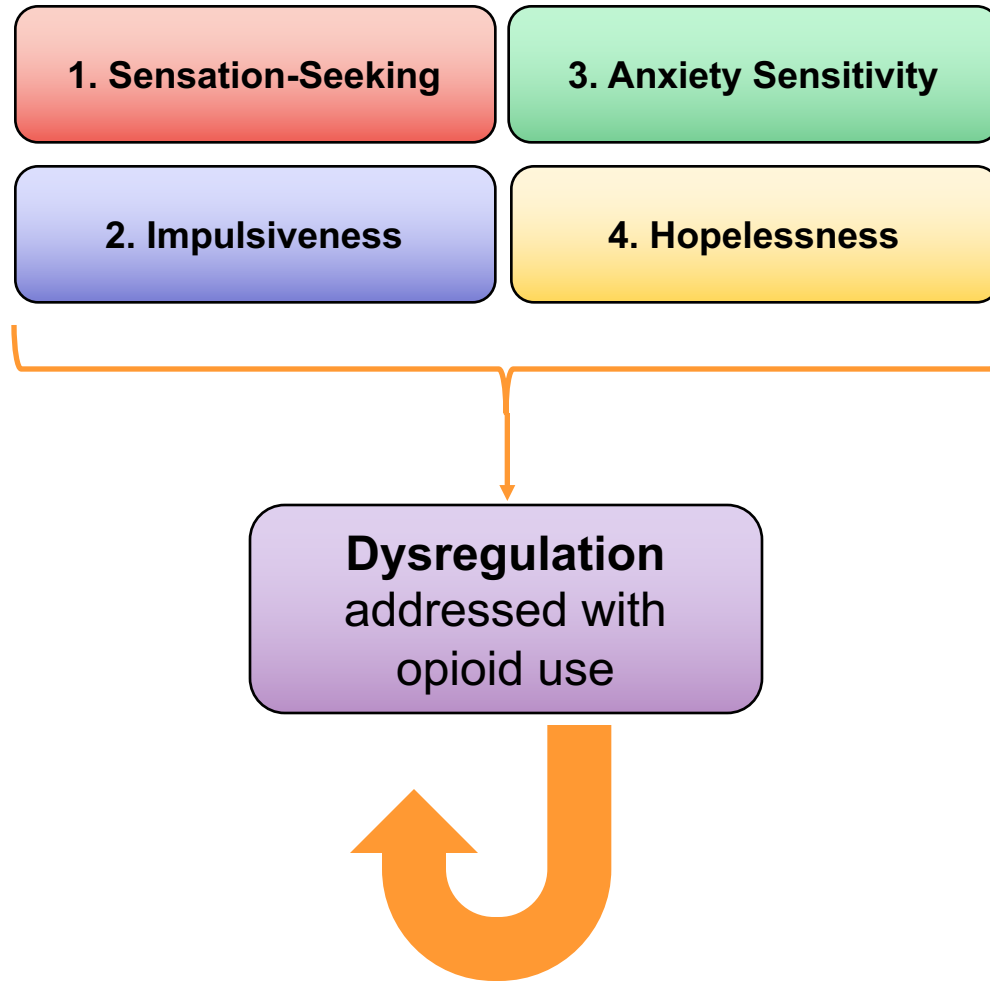 1. Sensation-Seeking
3. Anxiety Sensitivity
2. Impulsiveness
4. Hopelessness
Dysregulation
addressed with
opioid use